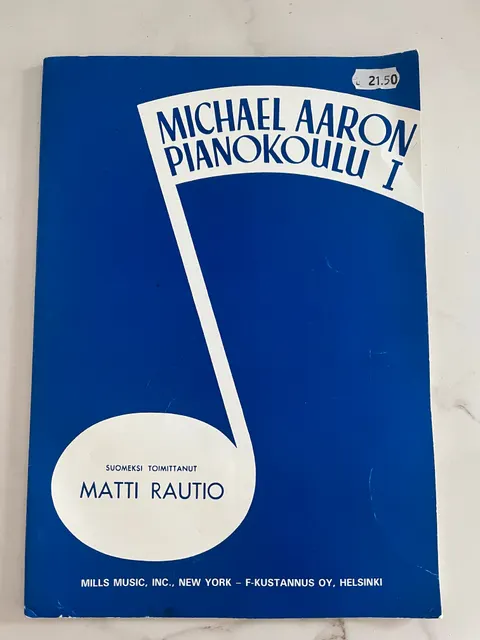 € 21.50
MICHAEL AARON
PIANOKOULU I
SUOMEKSI TOIMITTANUT
MATTI RAUTIO
MILLS MUSIC, INC., NEW YORK – F-KUSTANNUS OY, HELSINKI